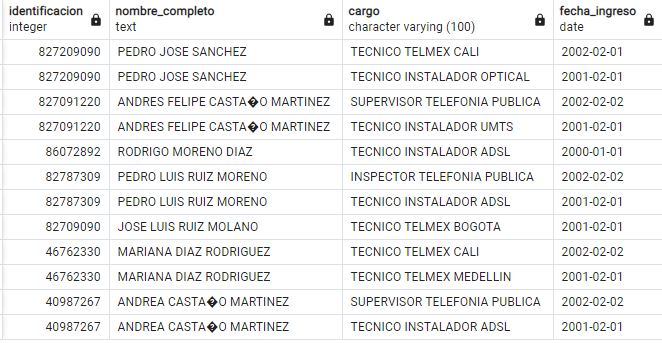 identificacion nombre_completo cargo fecha_ingreso
integer text character varying (100) date
827209090 PEDRO JOSE SANCHEZ TECNICO TELMEX CALI 2002-02-01
827209090 PEDRO JOSE SANCHEZ TECNICO INSTALADOR OPTICAL 2001-02-01
827091220 ANDRES FELIPE CASTA�O MARTINEZ SUPERVISOR TELEFONIA PUBLICA 2002-02-02
827091220 ANDRES FELIPE CASTA�O MARTINEZ TECNICO INSTALADOR UMTS 2001-02-01
86072892 RODRIGO MORENO DIAZ TECNICO INSTALADOR ADSL 2000-01-01
82787309 PEDRO LUIS RUIZ MORENO INSPECTOR TELEFONIA PUBLICA 2002-02-02
82787309 PEDRO LUIS RUIZ MORENO TECNICO INSTALADOR ADSL 2001-02-01
82709090 JOSE LUIS RUIZ MOLANO TECNICO TELMEX BOGOTA 2001-02-01
46762330 MARIANA DIAZ RODRIGUEZ TECNICO TELMEX CALI 2002-02-02
46762330 MARIANA DIAZ RODRIGUEZ TECNICO TELMEX MEDELLIN 2001-02-01
40987267 ANDREA CASTA�O MARTINEZ SUPERVISOR TELEFONIA PUBLICA 2002-02-02
40987267 ANDREA CASTA�O MARTINEZ TECNICO INSTALADOR ADSL 2001-02-01